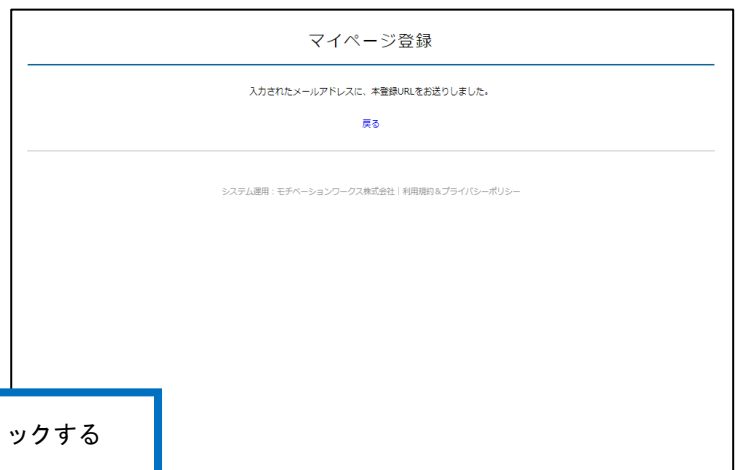 マイページ登録
入力されたメールアドレスに、本登録URLをお送りしました。
戻る
システム運用：モチベーションワークス株式会社｜利用規約＆プライバシーポリシー
ックする